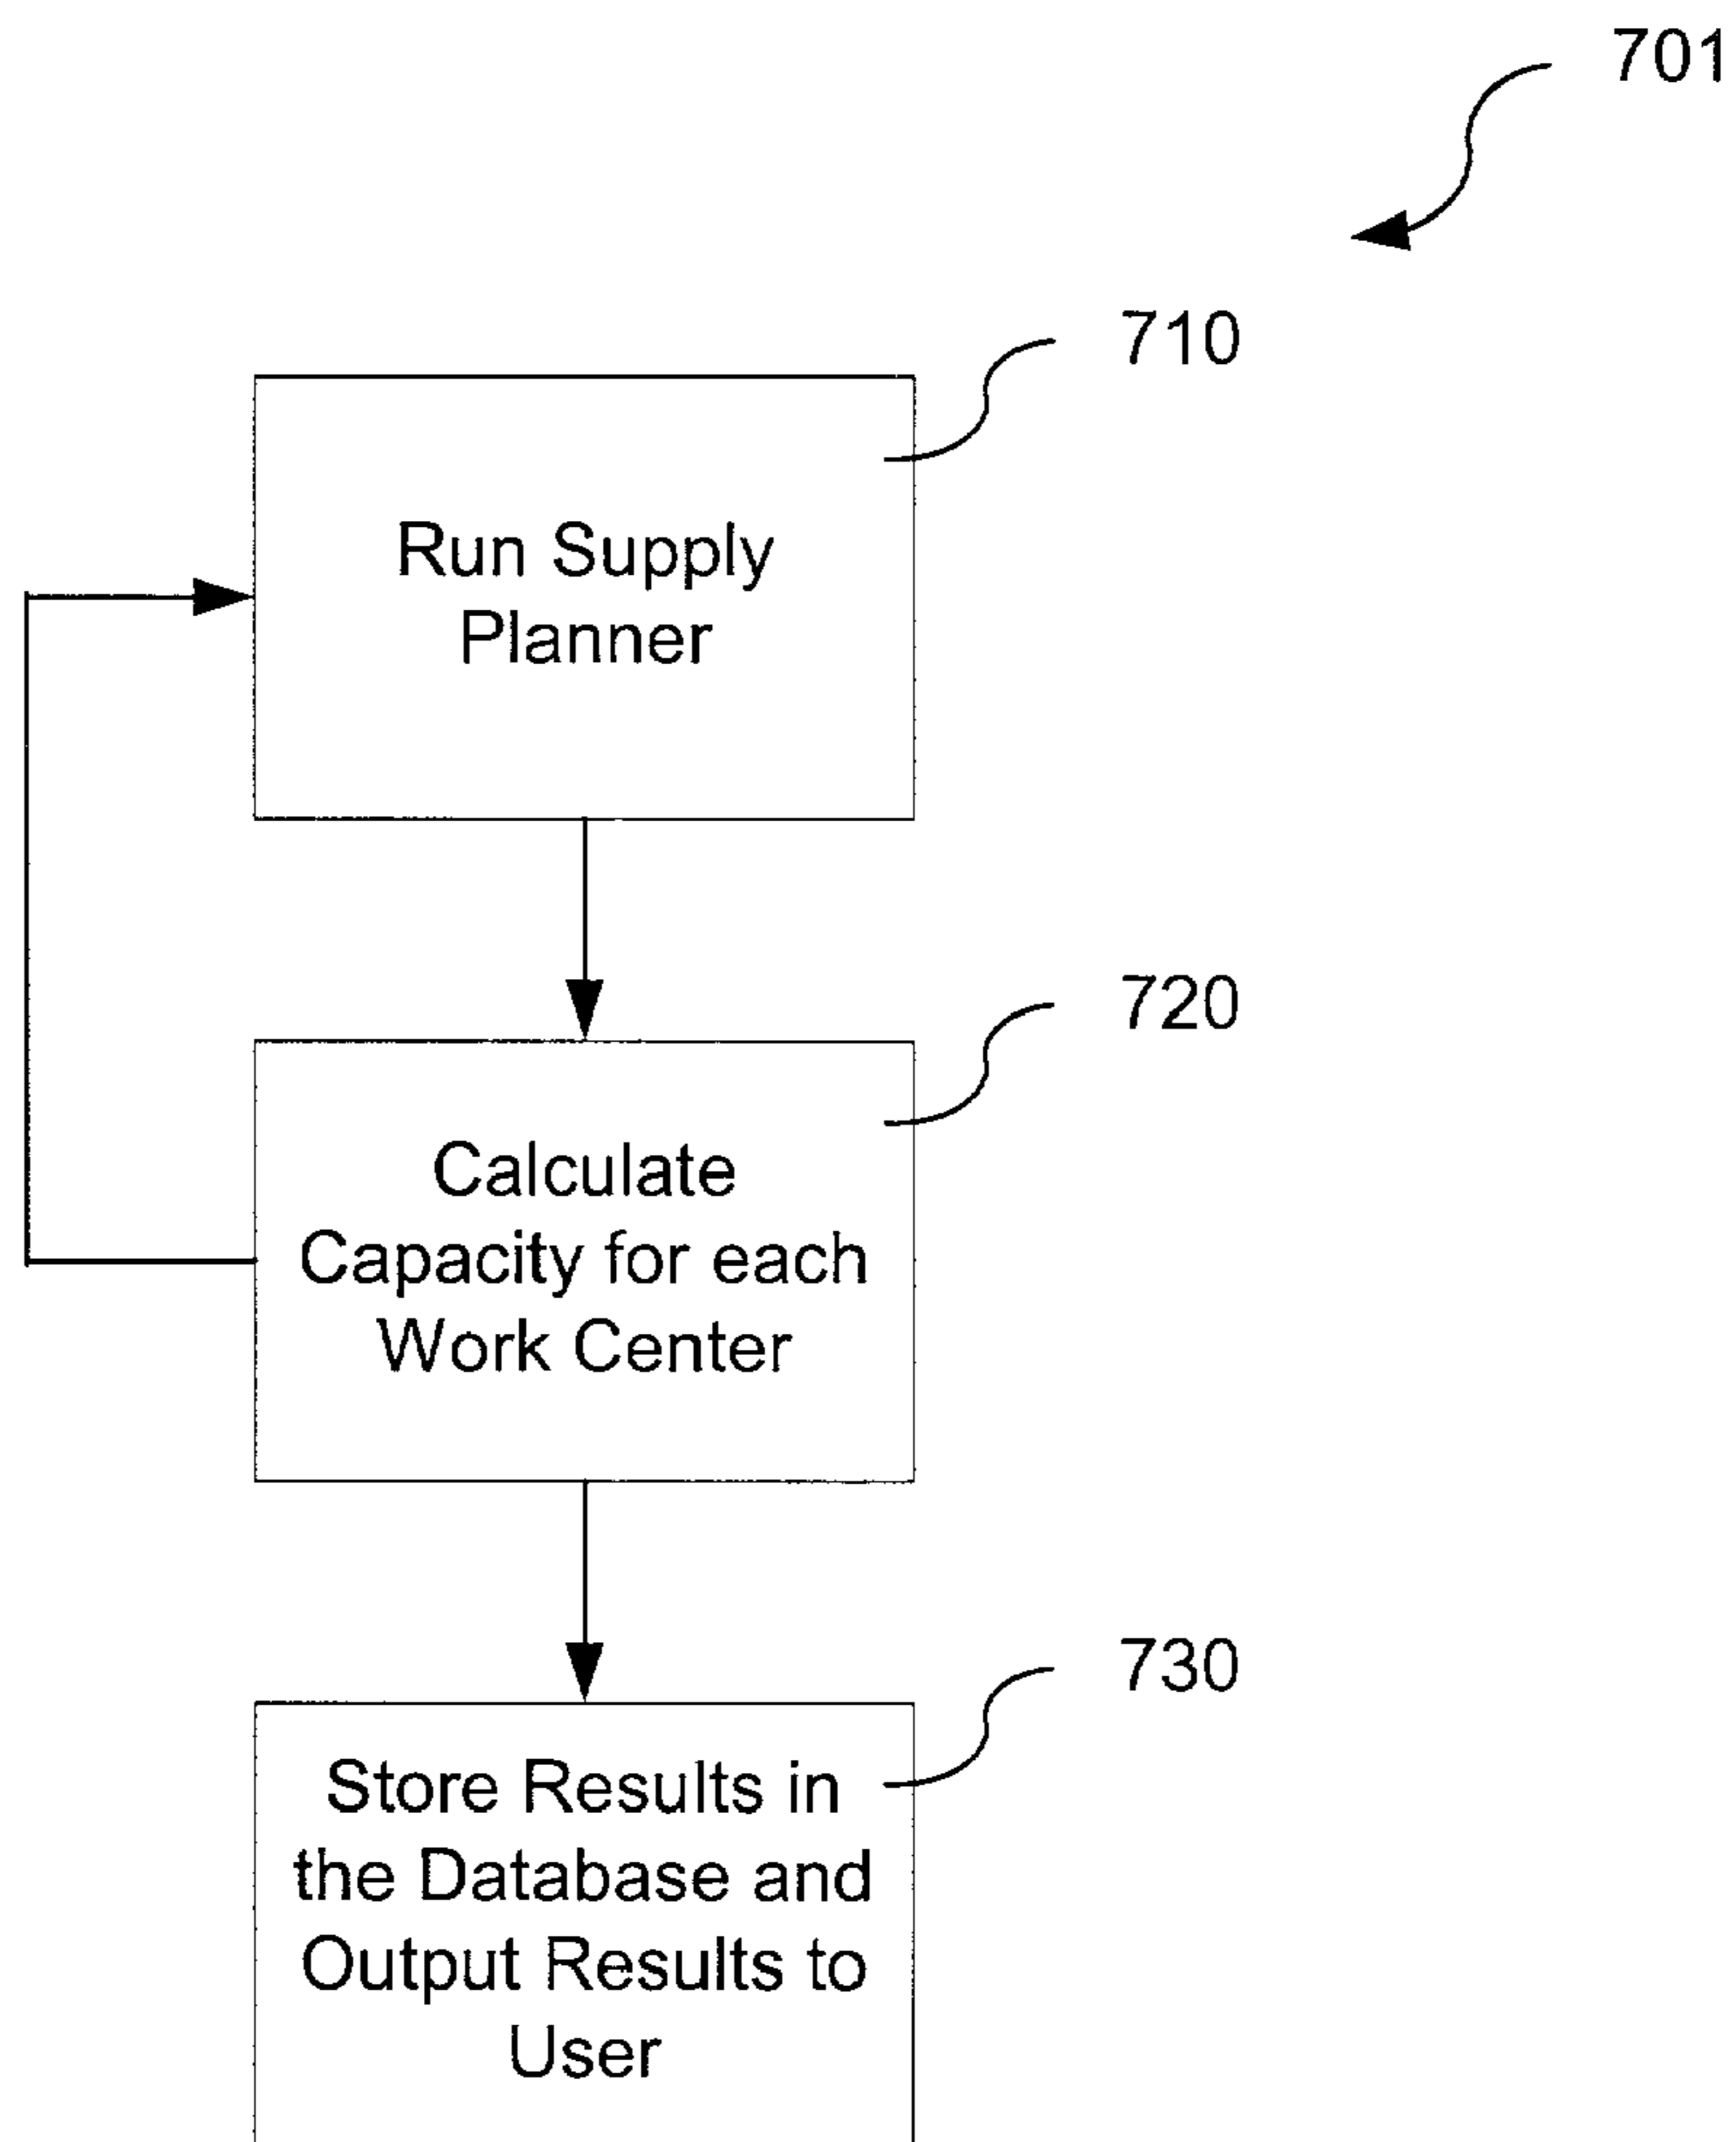 701
710
Run Supply
Planner
720
Calculate
Capacity for each
Work Center
730
Store Results in
the Database and
Output Results to
User